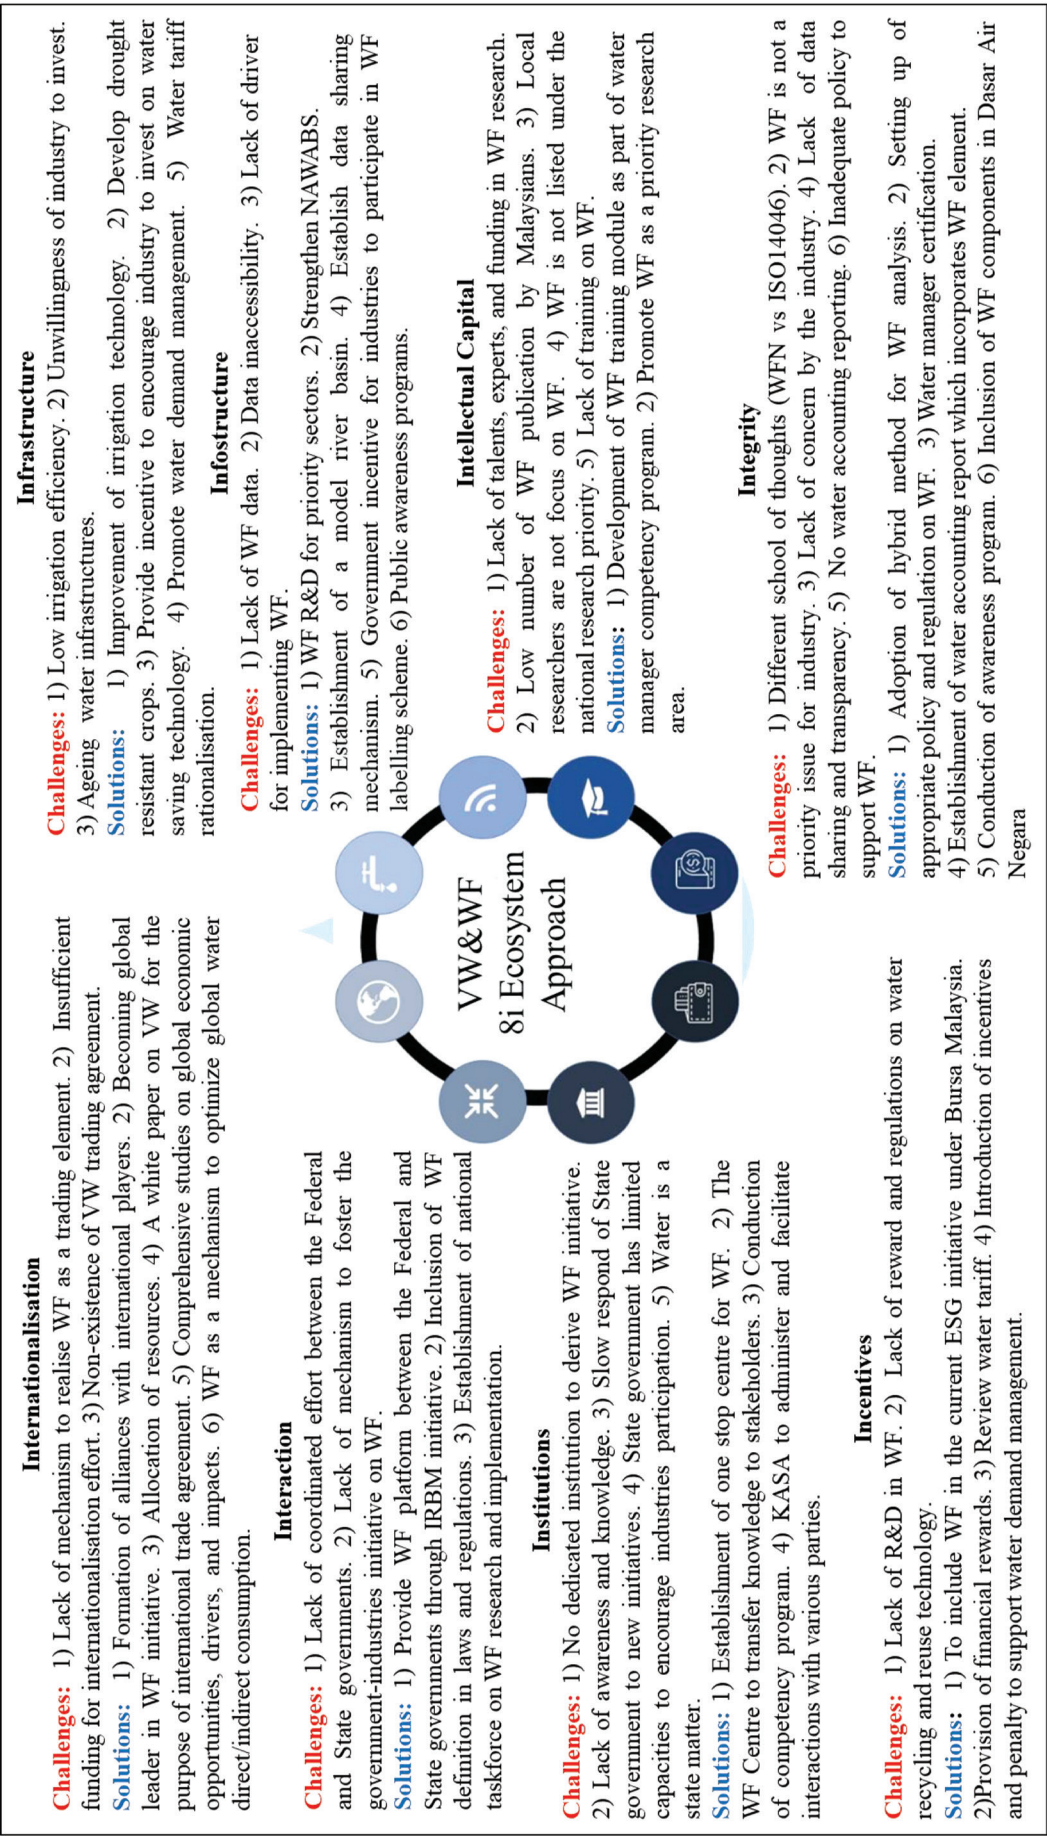 Internationalisation
Challenges: 1) Lack of mechanism to realise WF as a trading element. 2) Insufficient
funding for internationalisation effort. 3) Non-existence of VW trading agreement.
Solutions: 1) Formation of alliances with international players. 2) Becoming global
leader in WF initiative. 3) Allocation of resources. 4) A white paper on VW for the
purpose of international trade agreement. 5) Comprehensive studies on global economic
opportunities, drivers, and impacts. 6) WF as a mechanism to optimize global water
direct/indirect consumption.
Interaction
Challenges: 1) Lack of coordinated effort between the Federal
and State governments. 2) Lack of mechanism to foster the
government-industries initiative on WF.
Solutions: 1) Provide WF platform between the Federal and
State governments through IRBM initiative. 2) Inclusion of WF
definition in laws and regulations. 3) Establishment of national
taskforce on WF research and implementation.
Institutions
Challenges: 1) No dedicated institution to derive WF initiative.
2) Lack of awareness and knowledge. 3) Slow respond of State
government to new initiatives. 4) State government has limited
capacities to encourage industries participation. 5) Water is a
state matter.
Solutions: 1) Establishment of one stop centre for WF. 2) The
WF Centre to transfer knowledge to stakeholders. 3) Conduction
of competency program. 4) KASA to administer and facilitate
interactions with various parties.
Incentives
Challenges: 1) Lack of R&D in WF. 2) Lack of reward and regulations on water
recycling and reuse technology.
Solutions: 1) To include WF in the current ESG initiative under Bursa Malaysia.
2)Provision of financial rewards. 3) Review water tariff. 4) Introduction of incentives
and penalty to support water demand management.
VW&WF
8i Ecosystem
Approach
Infrastructure
Challenges: 1) Low irrigation efficiency. 2) Unwillingness of industry to invest.
3) Ageing water infrastructures.
Solutions: 1) Improvement of irrigation technology. 2) Develop drought
resistant crops. 3) Provide incentive to encourage industry to invest on water
saving technology. 4) Promote water demand management. 5) Water tariff
rationalisation.
Infostructure
Challenges: 1) Lack of WF data. 2) Data inaccessibility. 3) Lack of driver
for implementing WF.
Solutions: 1) WF R&D for priority sectors. 2) Strengthen NAWABS.
3) Establishment of a model river basin. 4) Establish data sharing
mechanism. 5) Government incentive for industries to participate in WF
labelling scheme. 6) Public awareness programs.
Intellectual Capital
Challenges: 1) Lack of talents, experts, and funding in WF research.
2) Low number of WF publication by Malaysians. 3) Local
researchers are not focus on WF. 4) WF is not listed under the
national research priority. 5) Lack of training on WF.
Solutions: 1) Development of WF training module as part of water
manager competency program. 2) Promote WF as a priority research
area.
Integrity
Challenges: 1) Different school of thoughts (WFN vs ISO14046). 2) WF is not a
priority issue for industry. 3) Lack of concern by the industry. 4) Lack of data
sharing and transparency. 5) No water accounting reporting. 6) Inadequate policy to
support WF.
Solutions: 1) Adoption of hybrid method for WF analysis. 2) Setting up of
appropriate policy and regulation on WF. 3) Water manager certification.
4) Establishment of water accounting report which incorporates WF element.
5) Conduction of awareness program. 6) Inclusion of WF components in Dasar Air
Negara